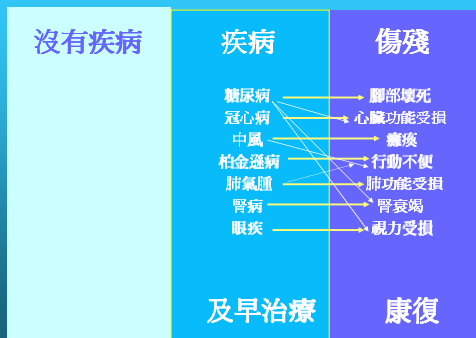 沒有疾病 疾病 傷殘
糖尿病 腳部壞死
冠心病 心臟功能受損
中風 癱瘓
柏金遜病 行動不便
肺氣腫 肺功能受損
腎病 腎衰竭
眼疾 視力受損
及早治療 康復